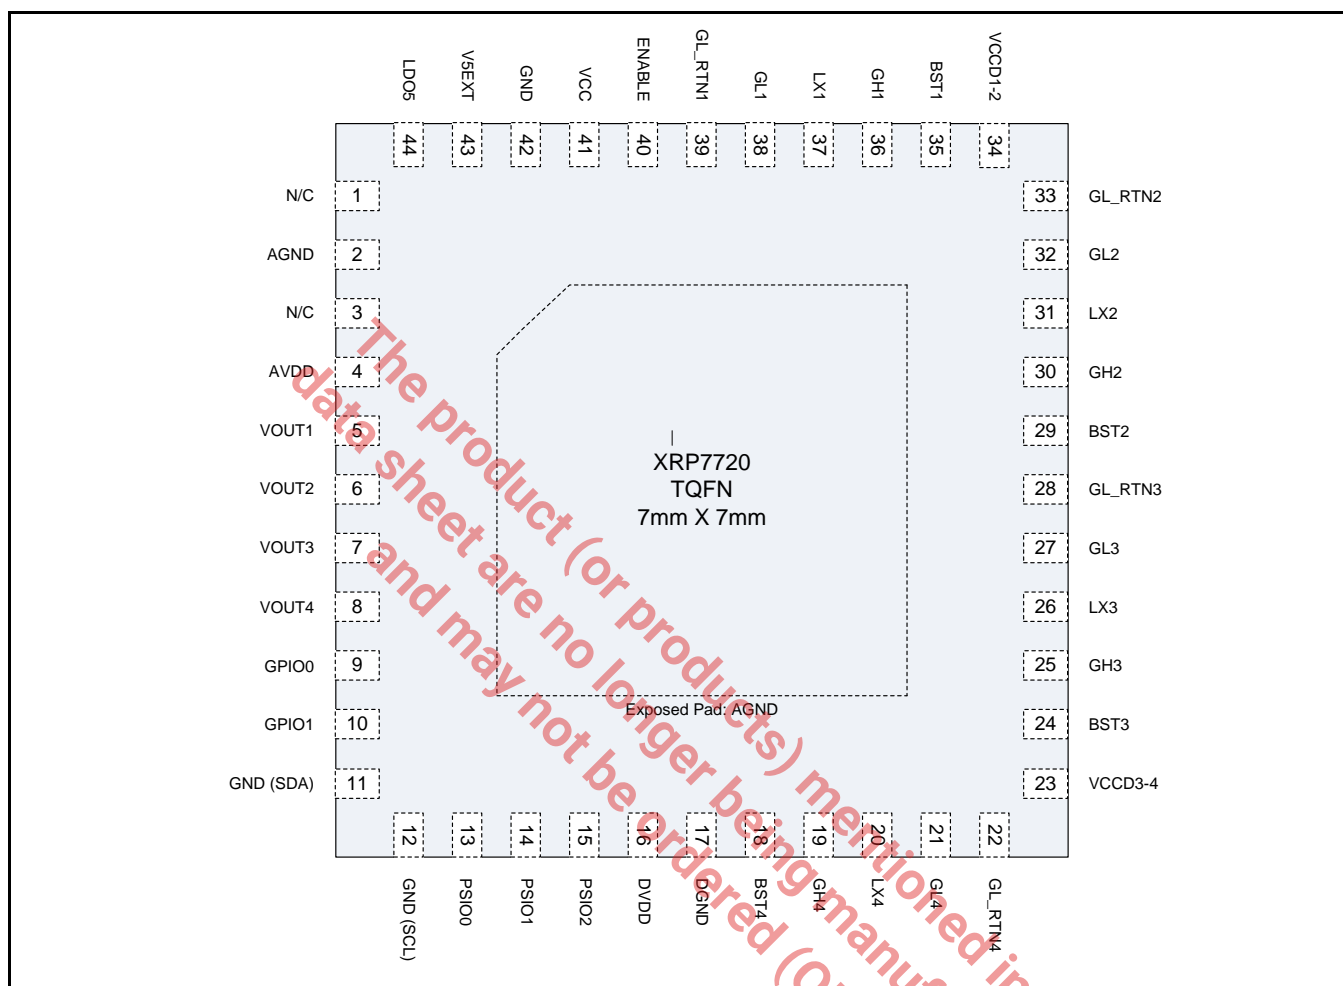 LDO5
V5EXT
GND
VCC
ENABLE
GL_RTN1
GL1
LX1
GH1
BST1
VCCD1-2
44
43
42
41
40
39
38
37
36
35
34
N/C 1
AGND 2
N/C 3
AVDD 4
VOUT1 5
VOUT2 6
VOUT3 7
VOUT4 8
GPIO0 9
GPIO1 10
GND (SDA) 11
33 GL_RTN2
32 GL2
31 LX2
30 GH2
29 BST2
28 GL_RTN3
27 GL3
26 LX3
25 GH3
24 BST3
23 VCCD3-4
XRP7720
TQFN
7mm X 7mm
Exposed Pad: AGND
12
13
14
15
16
17
18
19
20
21
22
GND (SCL)
PSIO0
PSIO1
PSIO2
DVDD
DGND
BST4
GH4
LX4
GL4
GL_RTN4
The product (or products) mentioned in
data sheet are no longer being
and may not be ordered